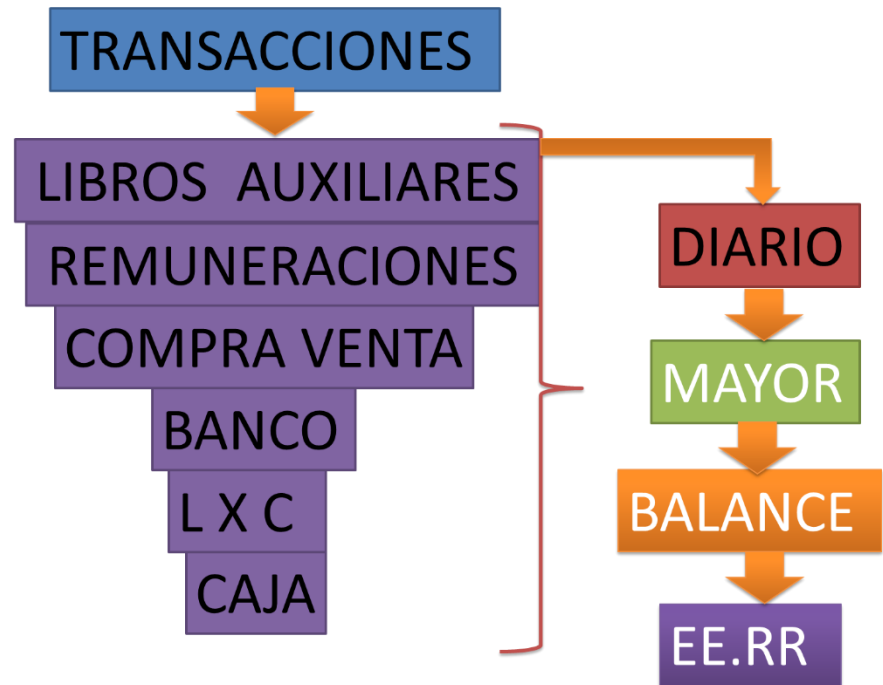 TRANSACCIONES
LIBROS AUXILIARES
REMUNERACIONES
COMPRA VENTA
BANCO
L X C
CAJA
DIARIO
MAYOR
BALANCE
EE.RR